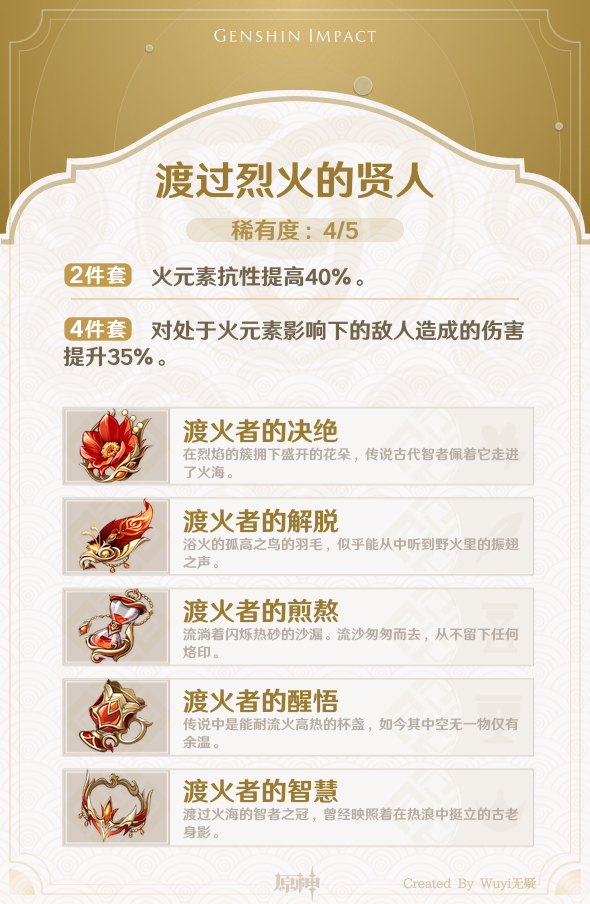 GENSHIN IMPACT
渡过烈火的贤人
稀有度：4/5
2件套 火元素抗性提高40%。
4件套 对处于火元素影响下的敌人造成的伤害
提升35%。
渡火者的决绝
在烈焰的簇拥下盛开的花朵，传说古代智者佩着它走进
了火海。
渡火者的解脱
浴火的孤高之鸟的羽毛，似乎能从中听到野火里的振翅
之声。
渡火者的煎熬
流淌着闪烁热砂的沙漏。流沙匆匆而去，从不留下任何
烙印。
渡火者的醒悟
传说中是能耐流火高热的杯盏，如今其中空无一物仅有
余温。
渡火者的智慧
渡过火海的智者之冠，曾经映照着在热浪中挺立的古老
身影。
原神
Created By Wuyi无疑